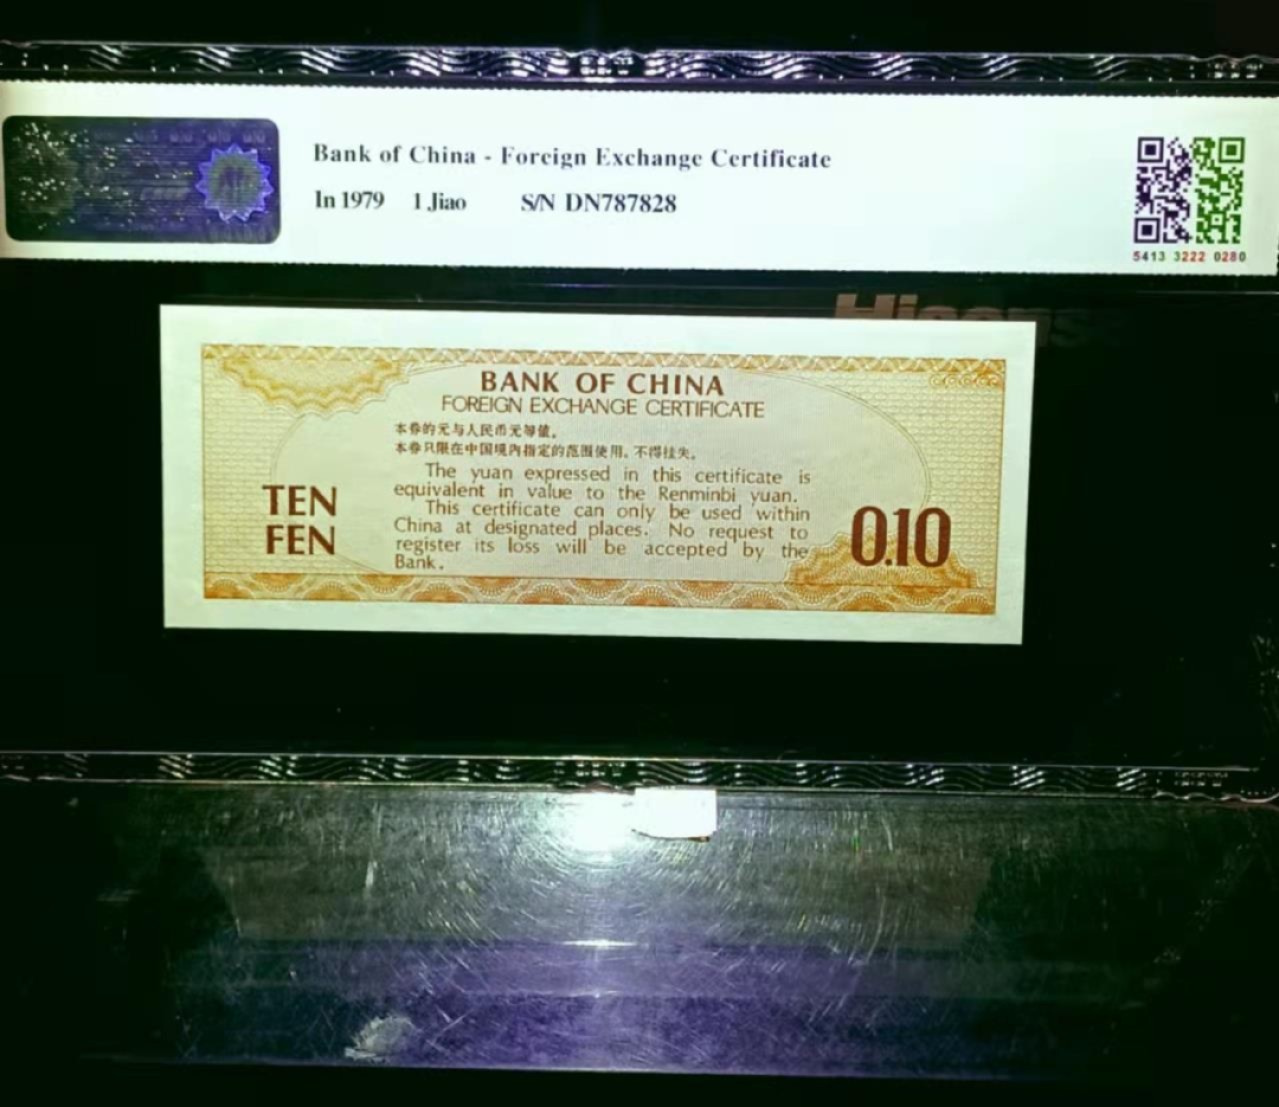 Bank of China - Foreign Exchange Certificate
In 1979 1 Jiao S/N DN787828
5413 3222 0280
BANK OF CHINA
FOREIGN EXCHANGE CERTIFICATE
本券的元与人民币元等值。
本券只限在中国境内指定的范围使用。不得挂失。
The yuan expressed in this certificate is
equivalent in value to the Renminbi yuan.
This certificate can only be used within
China at designated places. No request to
register its loss will be accepted by the
Bank.
TEN
FEN
0.10